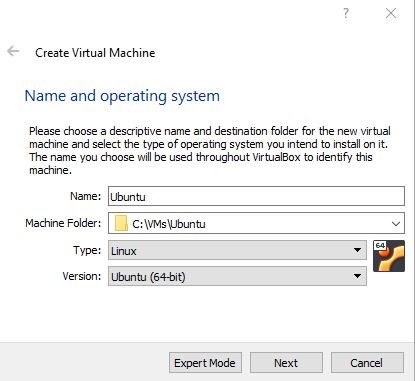 Create Virtual Machine
Name and operating system
Please choose a descriptive name and destination folder for the new virtual
machine and select the type of operating system you intend to install on it.
The name you choose will be used throughout VirtualBox to identify this
machine.
Name: Ubuntu
Machine Folder: C:\VMs\Ubuntu
Type: Linux
64
Version: Ubuntu (64-bit)
Expert Mode Next Cancel